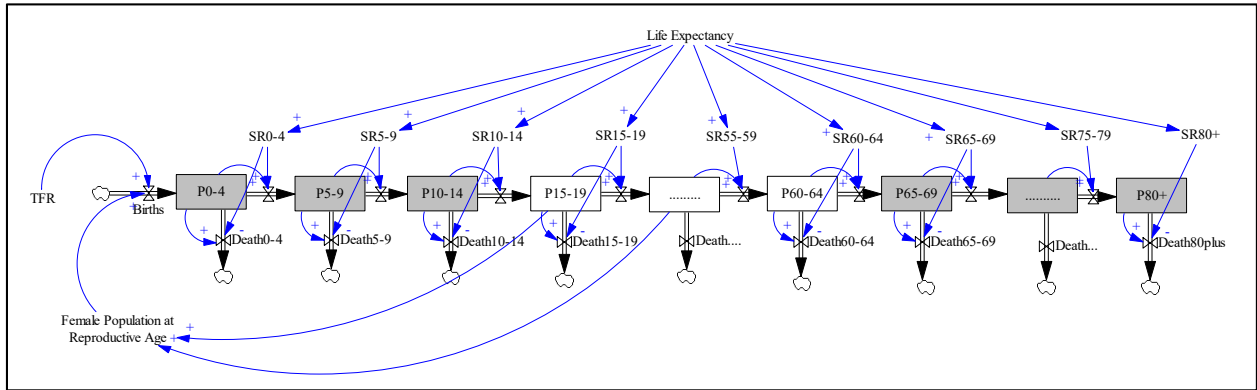 Life Expectancy
SR0-4
SR5-9
SR10-14
SR15-19
SR55-59
SR60-64
SR65-69
SR75-79
SR80+
TFR
Births
P0-4
P5-9
P10-14
P15-19
.........
P60-64
P65-69
..........
P80+
Death0-4
Death5-9
Death10-14
Death15-19
Death....
Death60-64
Death65-69
Death...
Death80plus
Female Population at
Reproductive Age